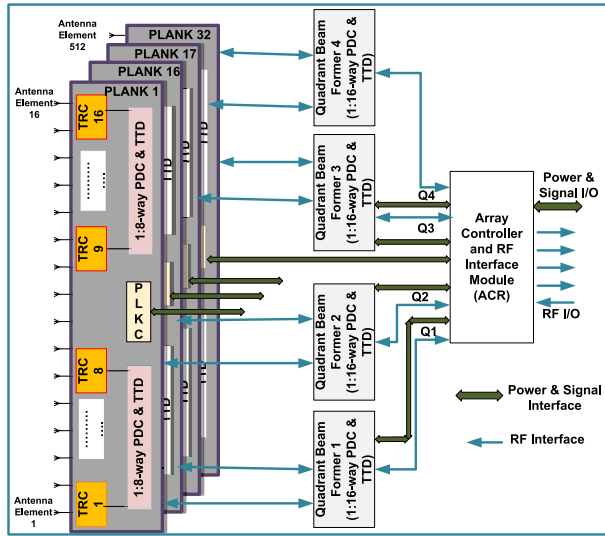 Antenna
Element
512
PLANK 32
PLANK 17
PLANK 16
PLANK 1
Antenna
Element
16
TRC
16
1:8-way PDC & TTD
TTD
TRC
9
P
L
K
C
TRC
8
1:8-way PDC & TTD
TTD
TRC
1
Antenna
Element
1
Quadrant Beam
Former 4
(1:16-way PDC &
TTD)
Quadrant Beam
Former 3
(1:16-way PDC &
TTD)
Quadrant Beam
Former 2
(1:16-way PDC &
TTD)
Quadrant Beam
Former 1
(1:16-way PDC &
TTD)
Q4
Q3
Q2
Q1
Array
Controller
and RF
Interface
Module
(ACR)
Power &
Signal I/O
RF I/O
Power & Signal
Interface
RF Interface